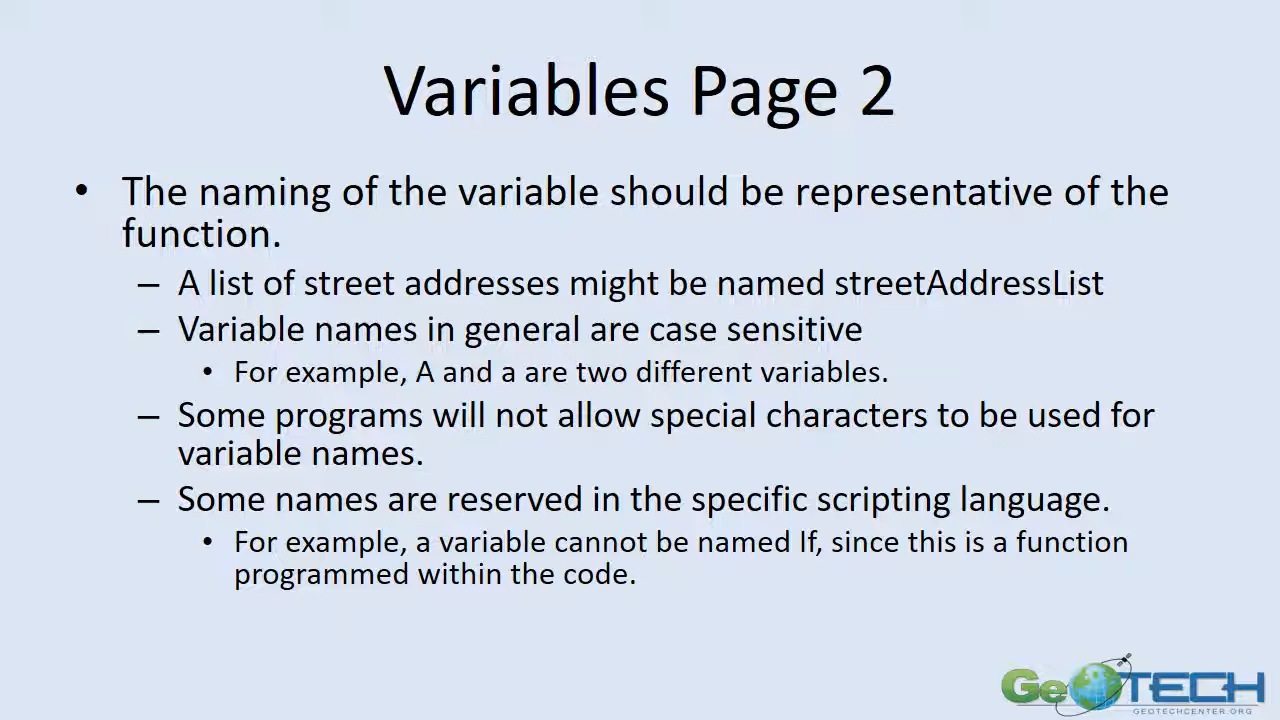 Variables Page 2
• The naming of the variable should be representative of the
function.
– A list of street addresses might be named streetAddressList
– Variable names in general are case sensitive
• For example, A and a are two different variables.
– Some programs will not allow special characters to be used for
variable names.
– Some names are reserved in the specific scripting language.
• For example, a variable cannot be named If, since this is a function
programmed within the code.
GeoTECH
GEOTECHCENTER.ORG